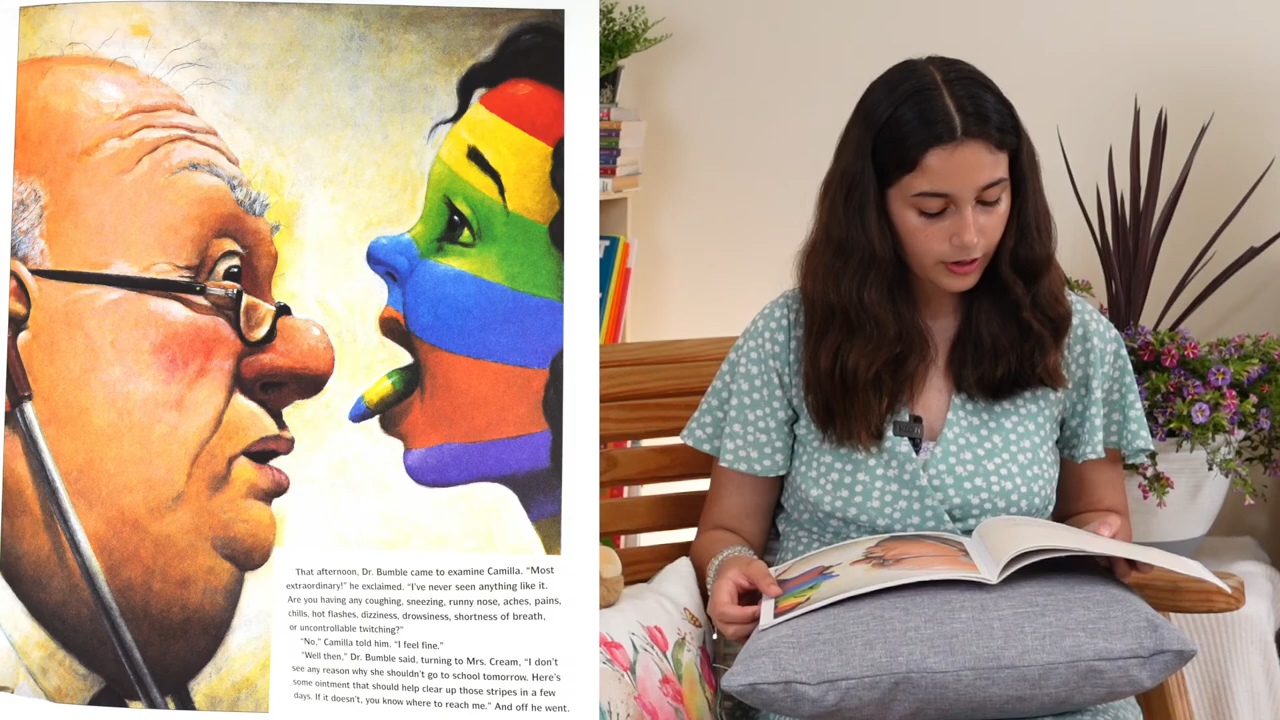 That afternoon, Dr. Bumble came to examine Camilla. “Most
extraordinary!” he exclaimed. “I’ve never seen anything like it.
Are you having any coughing, sneezing, runny nose, aches, pains,
chills, hot flashes, dizziness, drowsiness, shortness of breath,
or uncontrollable twitching?”
“No,” Camilla told him. “I feel fine.”
“Well then,” Dr. Bumble said, turning to Mrs. Cream, “I don’t
see any reason why she shouldn’t go to school tomorrow. Here’s
some ointment that should help clear up those stripes in a few
days. If it doesn’t, you know where to reach me.” And off he went.